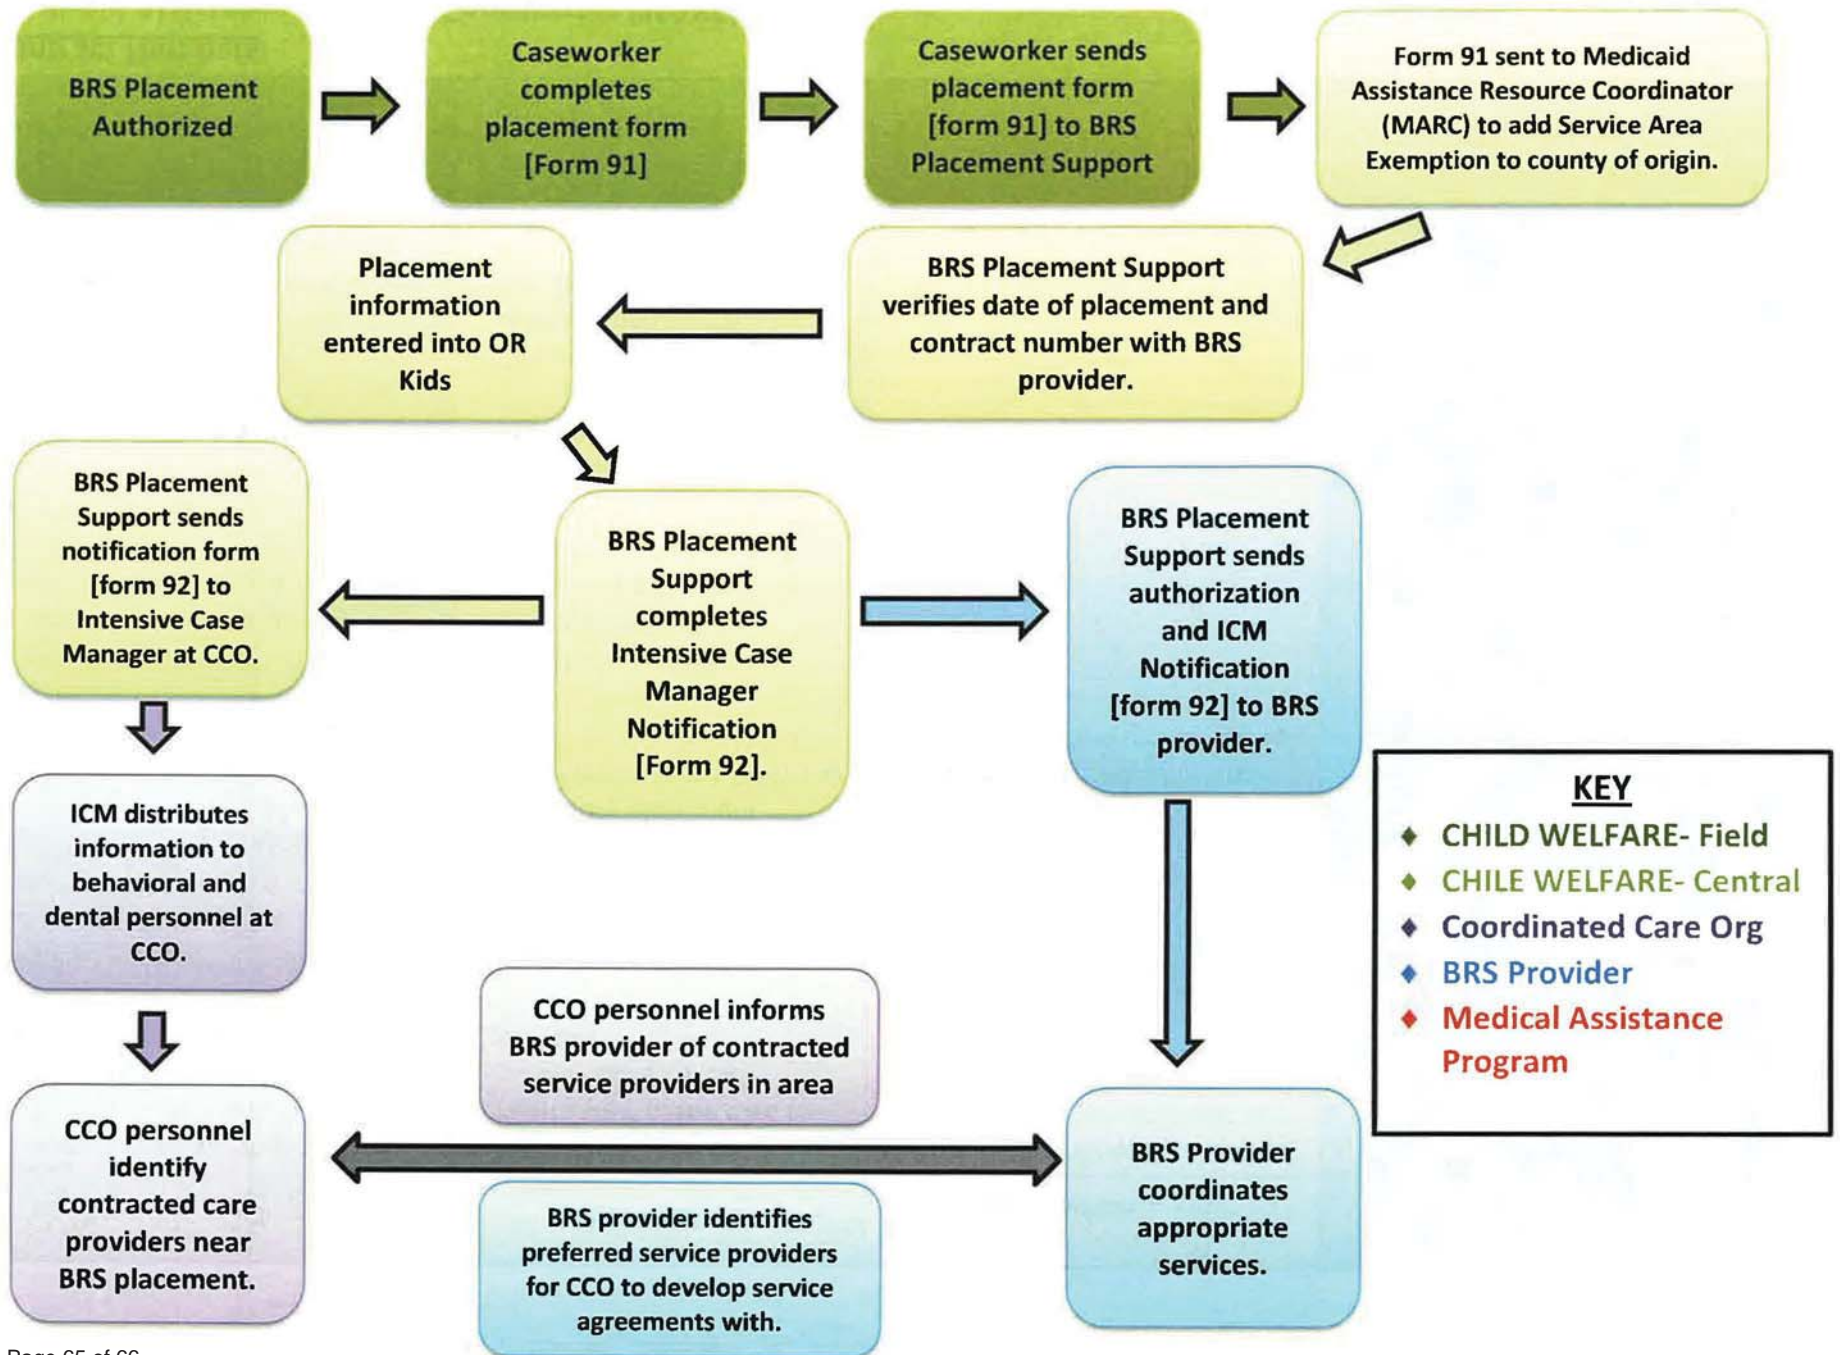 BRS Placement
Authorized
Caseworker
completes
placement form
[Form 91]
Caseworker sends
placement form
[form 91] to BRS
Placement Support
Form 91 sent to Medicaid
Assistance Resource Coordinator
(MARC) to add Service Area
Exemption to county of origin.
BRS Placement Support
verifies date of placement and
contract number with BRS
provider.
Placement
information
entered into OR
Kids
BRS Placement
Support
completes
Intensive Case
Manager
Notification
[Form 92].
BRS Placement
Support sends
notification form
[form 92] to
Intensive Case
Manager at CCO.
BRS Placement
Support sends
authorization
and ICM
Notification
[form 92] to BRS
provider.
ICM distributes
information to
behavioral and
dental personnel at
CCO.
CCO personnel
identify
contracted care
providers near
BRS placement.
CCO personnel informs
BRS provider of contracted
service providers in area
BRS provider identifies
preferred service providers
for CCO to develop service
agreements with.
BRS Provider
coordinates
appropriate
services.
KEY
CHILD WELFARE- Field
CHILE WELFARE- Central
Coordinated Care Org
BRS Provider
Medical Assistance
Program